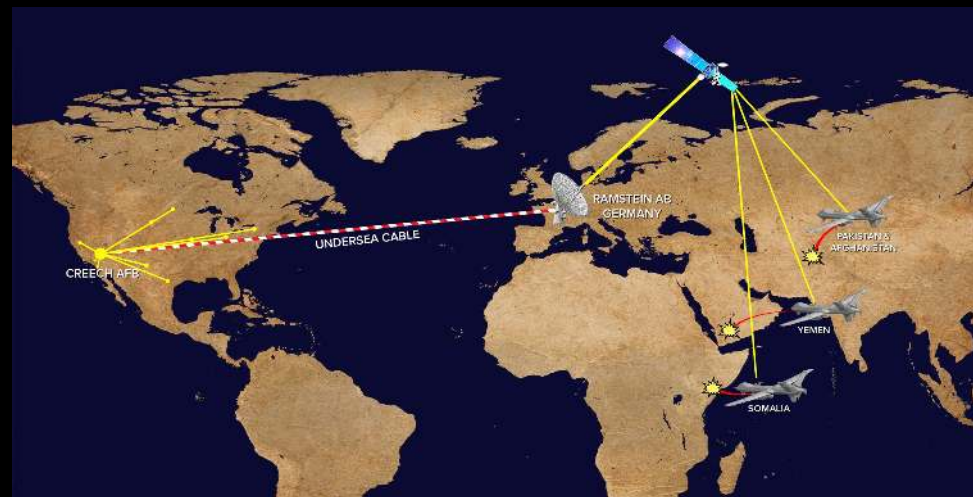 RAMSTEIN AB
GERMANY
UNDERSEA CABLE
CREECH AFB
PAKISTAN &
AFGHANISTAN
YEMEN
SOMALIA